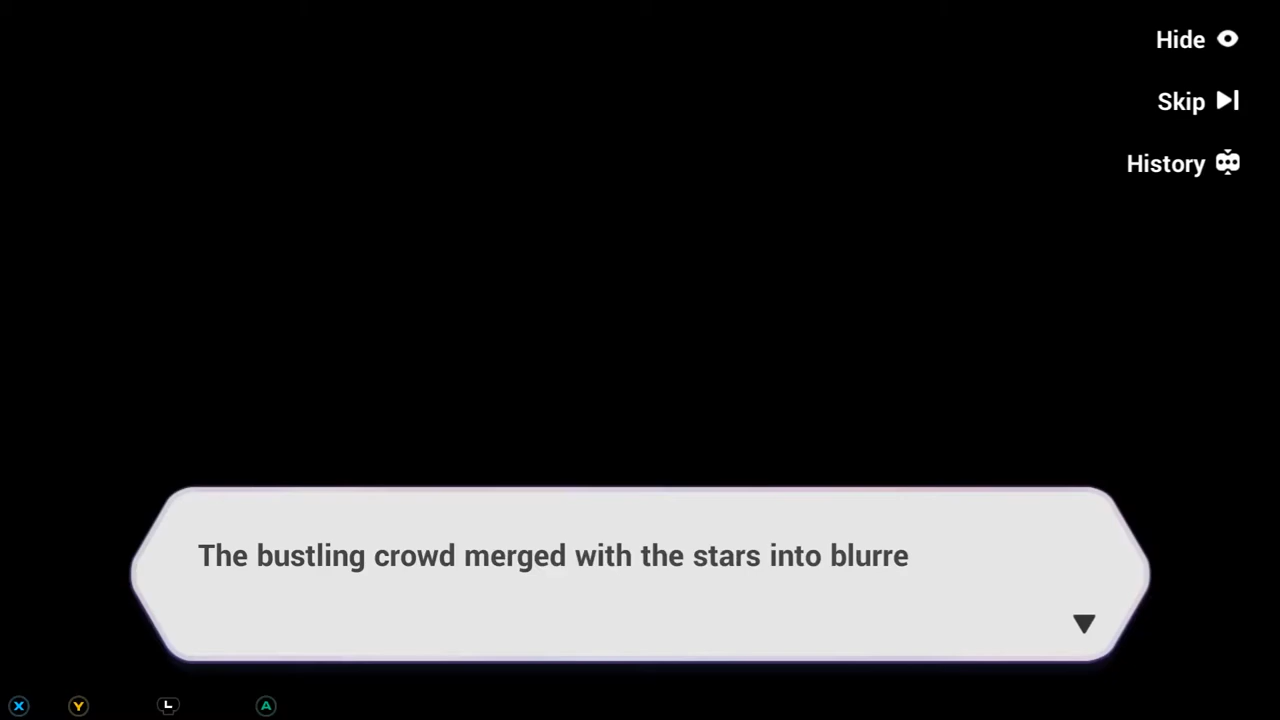 Hide
Skip
History
The bustling crowd merged with the stars into blurre
X Y L A